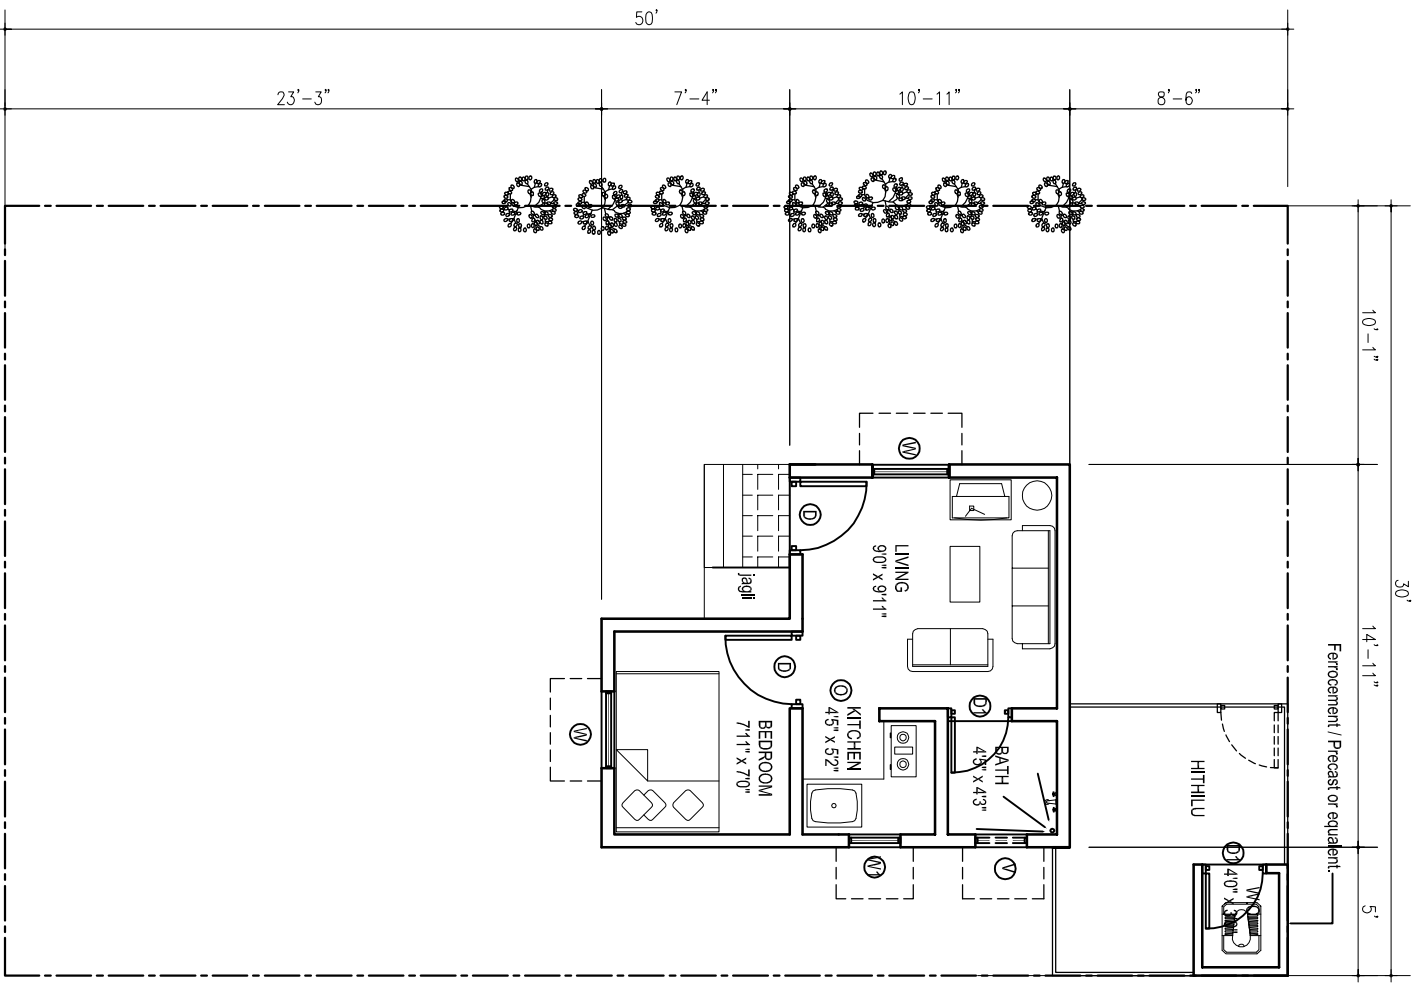 50'
23'-3"
7'-4"
10'-11"
8'-6"
10'-1"
30'
14'-11"
5'
Ferrocement / Precast or equalent.
W
D
LIVING
9'0" x 9'11"
jagli
D
O
KITCHEN
4'5" x 5'2"
D1
BATH
4'5" x 4'3"
BEDROOM
7'11" x 7'0"
W
W1
V
HITHILU
D1
4'0" x